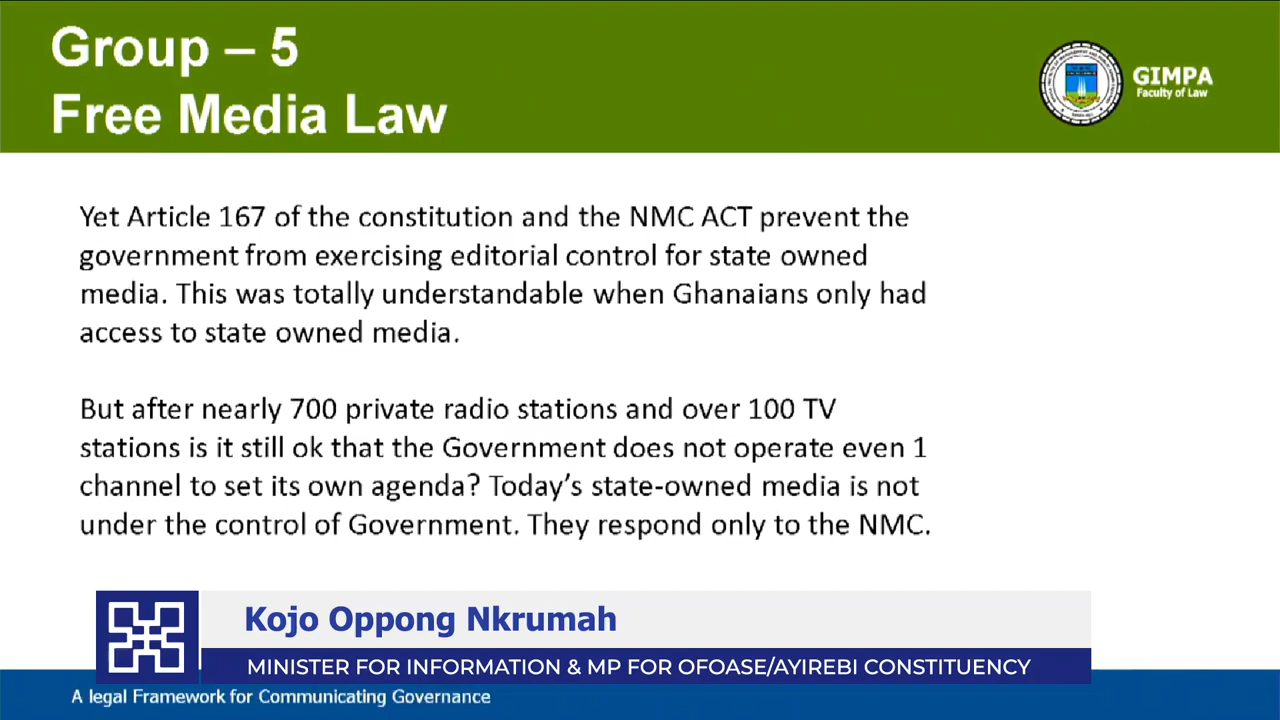 Group – 5
Free Media Law
GIMPA
Faculty of Law
Yet Article 167 of the constitution and the NMC ACT prevent the
government from exercising editorial control for state owned
media. This was totally understandable when Ghanaians only had
access to state owned media.
But after nearly 700 private radio stations and over 100 TV
stations is it still ok that the Government does not operate even 1
channel to set its own agenda? Today’s state-owned media is not
under the control of Government. They respond only to the NMC.
Kojo Oppong Nkrumah
MINISTER FOR INFORMATION & MP FOR OFOASE/AYIREBI CONSTITUENCY
A legal Framework for Communicating Governance